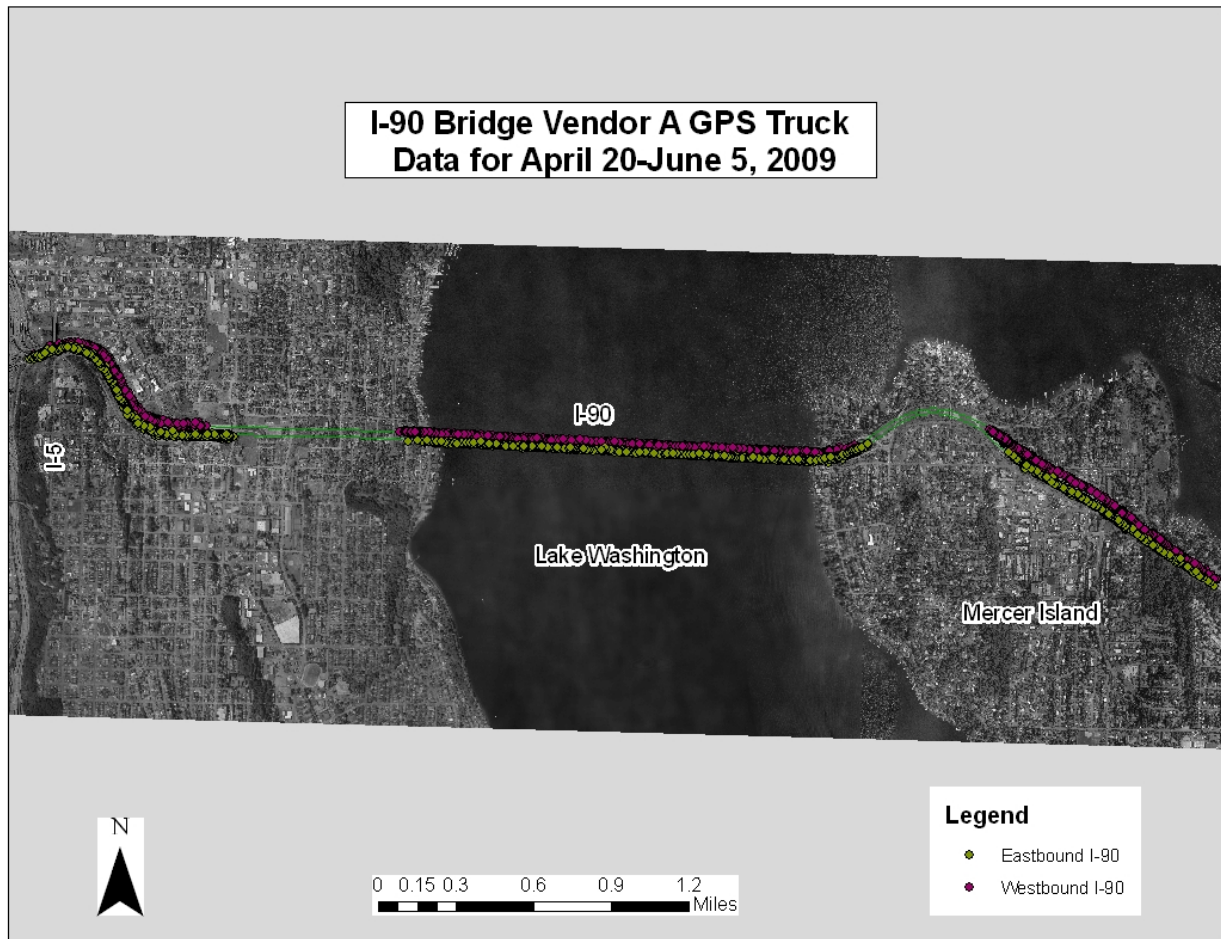 I-90 Bridge Vendor A GPS Truck
Data for April 20-June 5, 2009
I-90
I-5
Lake Washington
Mercer Island
Legend
Eastbound I-90
Westbound I-90
N
0 0.15 0.3 0.6 0.9 1.2
Miles